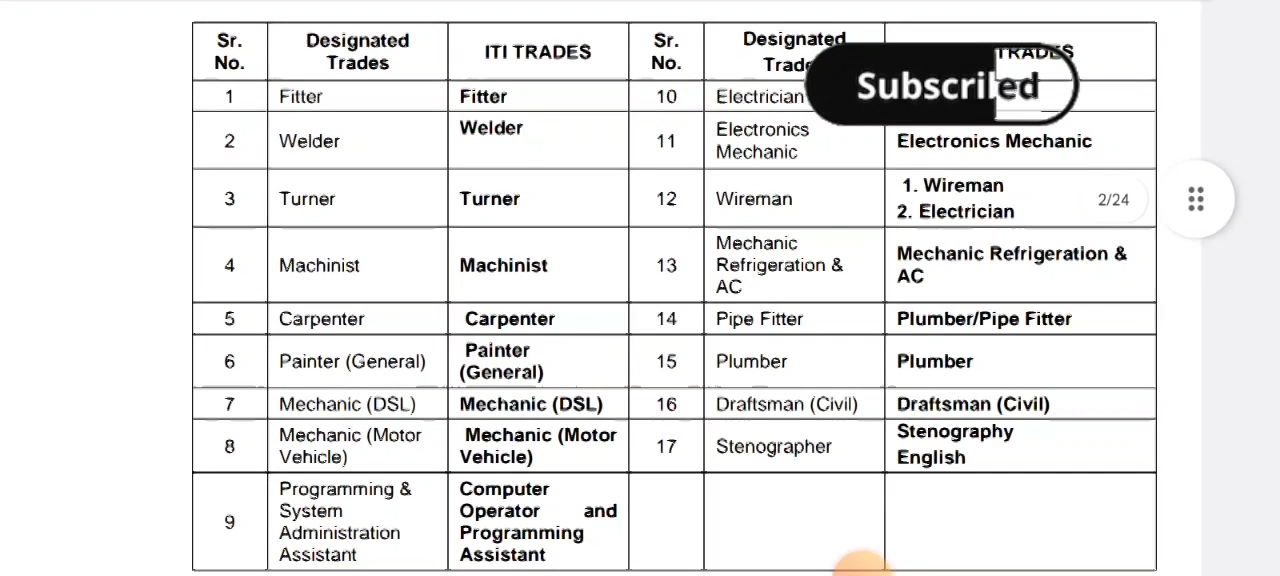 Sr. No.
Designated Trades
ITI TRADES
Sr. No.
Designated
TRADES
Subscri ed
1 Fitter Fitter 10 Electrician
2 Welder Welder 11 Electronics Mechanic Electronics Mechanic
3 Turner Turner 12 Wireman 1. Wireman
2. Electrician
2/24
4 Machinist Machinist 13 Mechanic Refrigeration & AC Mechanic Refrigeration & AC
5 Carpenter Carpenter 14 Pipe Fitter Plumber/Pipe Fitter
6 Painter (General) Painter (General) 15 Plumber Plumber
7 Mechanic (DSL) Mechanic (DSL) 16 Draftsman (Civil) Draftsman (Civil)
8 Mechanic (Motor Vehicle) Mechanic (Motor Vehicle) 17 Stenographer Stenography English
9 Programming & System Administration Assistant Computer Operator and Programming Assistant